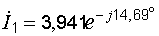 İ₁ = 3,941e^{-j14,69°}